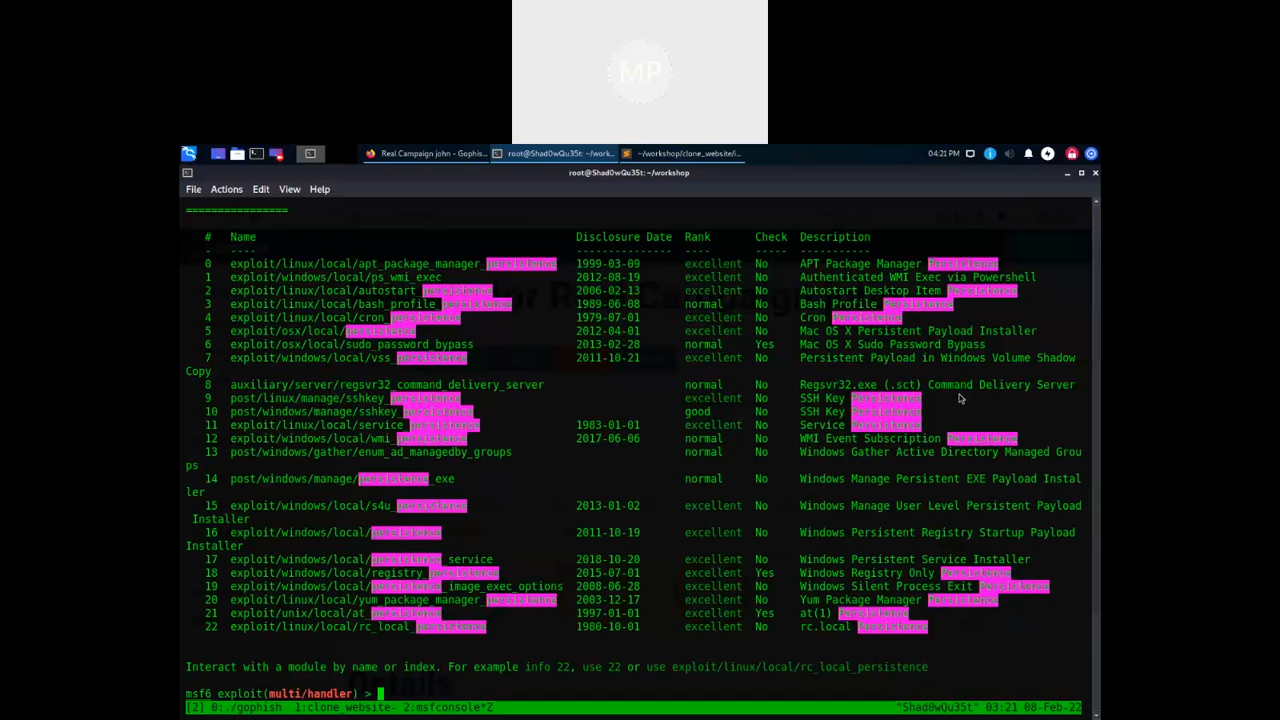 MP
Real Campaign john - Gophis... root@Shad0wQu35t: ~/work... ~/workshop/clone_website/i... 04:21 PM
root@Shad0wQu35t: ~/workshop
File Actions Edit View Help
================
# Name Disclosure Date Rank Check Description
- ---- --------------- ---- ----- -----------
0 exploit/linux/local/apt_package_manager_persistence 1999-03-09 excellent No APT Package Manager Persistence
1 exploit/windows/local/ps_wmi_exec 2012-08-19 excellent No Authenticated WMI Exec via Powershell
2 exploit/linux/local/autostart_persistence 2006-02-13 excellent No Autostart Desktop Item Persistence
3 exploit/linux/local/bash_profile_persistence 1989-06-08 normal No Bash Profile Persistence
4 exploit/linux/local/cron_persistence 1979-07-01 excellent No Cron Persistence
5 exploit/osx/local/persistence 2012-04-01 excellent No Mac OS X Persistent Payload Installer
6 exploit/osx/local/sudo_password_bypass 2013-02-28 normal Yes Mac OS X Sudo Password Bypass
7 exploit/windows/local/vss_persistence 2011-10-21 excellent No Persistent Payload in Windows Volume Shadow
Copy
8 auxiliary/server/regsvr32_command_delivery_server normal No Regsvr32.exe (.sct) Command Delivery Server
9 post/linux/manage/sshkey_persistence excellent No SSH Key Persistence
10 post/windows/manage/sshkey_persistence good No SSH Key Persistence
11 exploit/linux/local/service_persistence 1983-01-01 excellent No Service Persistence
12 exploit/windows/local/wmi_persistence 2017-06-06 normal No WMI Event Subscription Persistence
13 post/windows/gather/enum_ad_managedby_groups normal No Windows Gather Active Directory Managed Grou
ps
14 post/windows/manage/persistence_exe normal No Windows Manage Persistent EXE Payload Instal
ler
15 exploit/windows/local/s4u_persistence 2013-01-02 excellent No Windows Manage User Level Persistent Payload
Installer
16 exploit/windows/local/persistence 2011-10-19 excellent No Windows Persistent Registry Startup Payload
Installer
17 exploit/windows/local/persistence_service 2018-10-20 excellent No Windows Persistent Service Installer
18 exploit/windows/local/registry_persistence 2015-07-01 excellent Yes Windows Registry Only Persistence
19 exploit/windows/local/persistence_image_exec_options 2008-06-28 excellent No Windows Silent Process Exit Persistence
20 exploit/linux/local/yum_package_manager_persistence 2003-12-17 excellent No Yum Package Manager Persistence
21 exploit/unix/local/at_persistence 1997-01-01 excellent Yes at(1) Persistence
22 exploit/linux/local/rc_local_persistence 1980-10-01 excellent No rc.local Persistence
Interact with a module by name or index. For example info 22, use 22 or use exploit/linux/local/rc_local_persistence
Details
msf6 exploit(multi/handler) >
[2] 0:./gophish 1:clone_website- 2:msfconsole*Z "Shad0wQu35t" 03:21 08-Feb-22